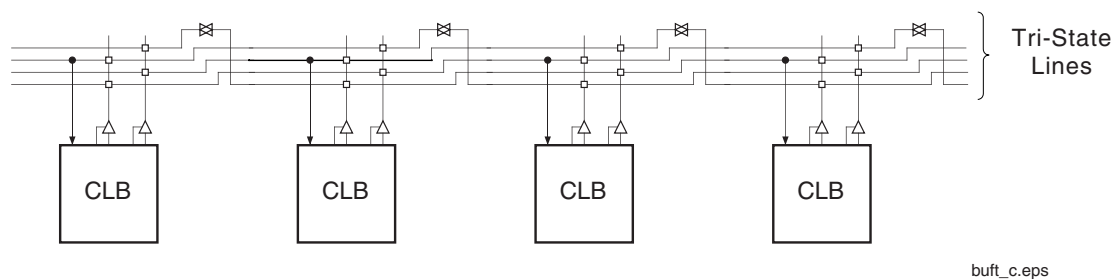 Tri-State
Lines
CLB
CLB
CLB
CLB
buft_c.eps